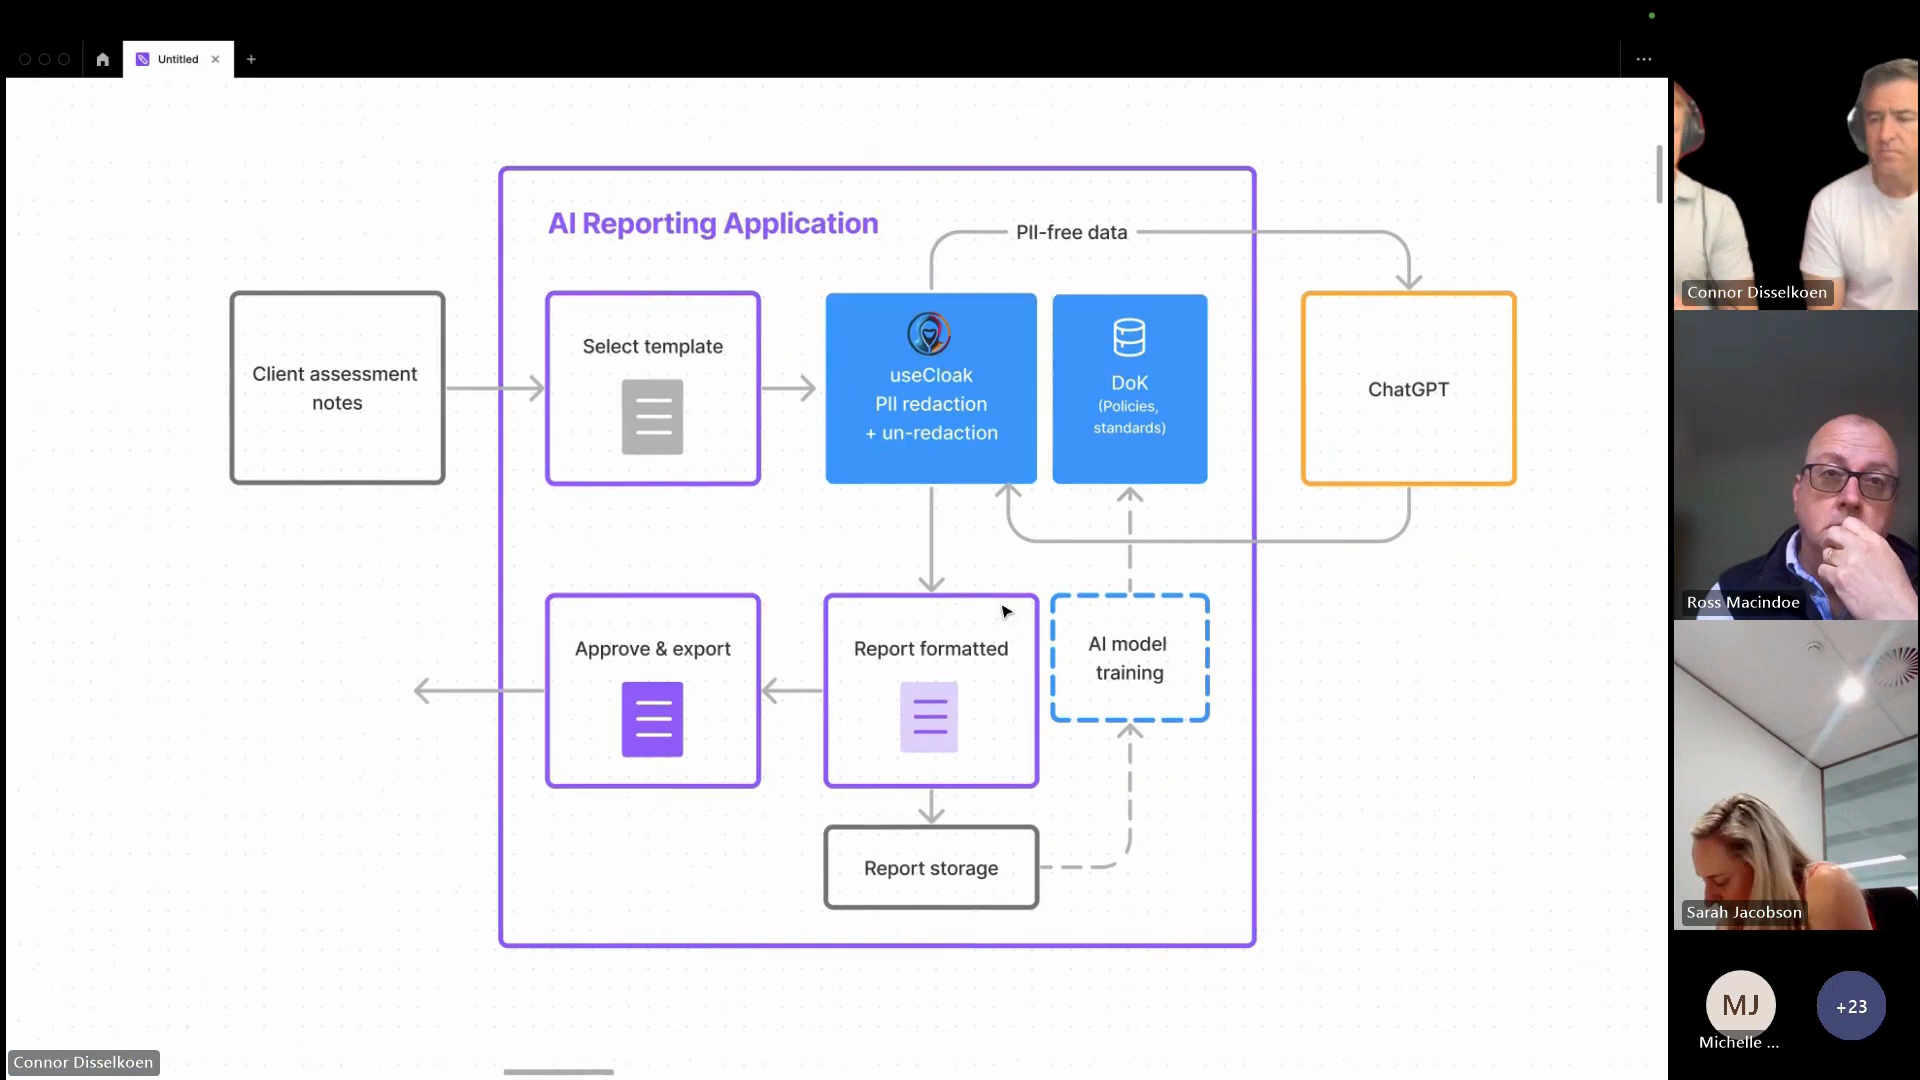 Untitled
AI Reporting Application
PII-free data
Client assessment
notes
Select template
useCloak
PII redaction
+ un-redaction
DoK
(Policies,
standards)
ChatGPT
Approve & export
Report formatted
AI model
training
Report storage
Connor Disselkoen
Connor Disselkoen
Ross Macindoe
Sarah Jacobson
MJ
Michelle ...
+23